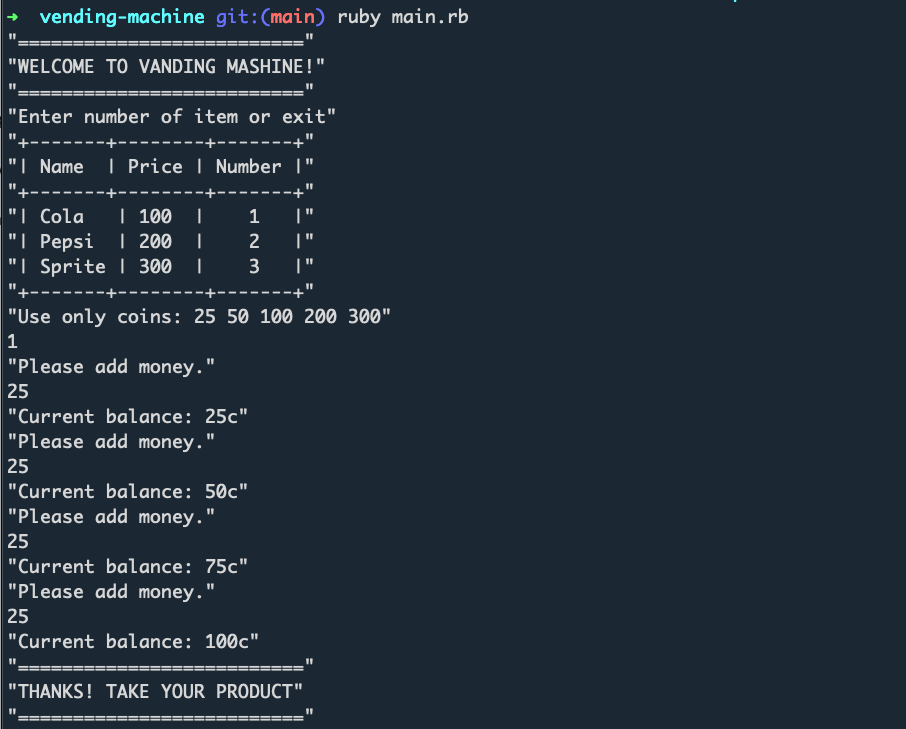 ➜  vending-machine git:(main) ruby main.rb
"=========================="
"WELCOME TO VANDING MASHINE!"
"=========================="
"Enter number of item or exit"
"+-------+--------+-------+"
"| Name  | Price | Number |"
"+-------+--------+-------+"
"| Cola   | 100  |    1   |"
"| Pepsi  | 200  |    2   |"
"| Sprite | 300  |    3   |"
"+-------+--------+-------+"
"Use only coins: 25 50 100 200 300"
1
"Please add money."
25
"Current balance: 25c"
"Please add money."
25
"Current balance: 50c"
"Please add money."
25
"Current balance: 75c"
"Please add money."
25
"Current balance: 100c"
"=========================="
"THANKS! TAKE YOUR PRODUCT"
"=========================="